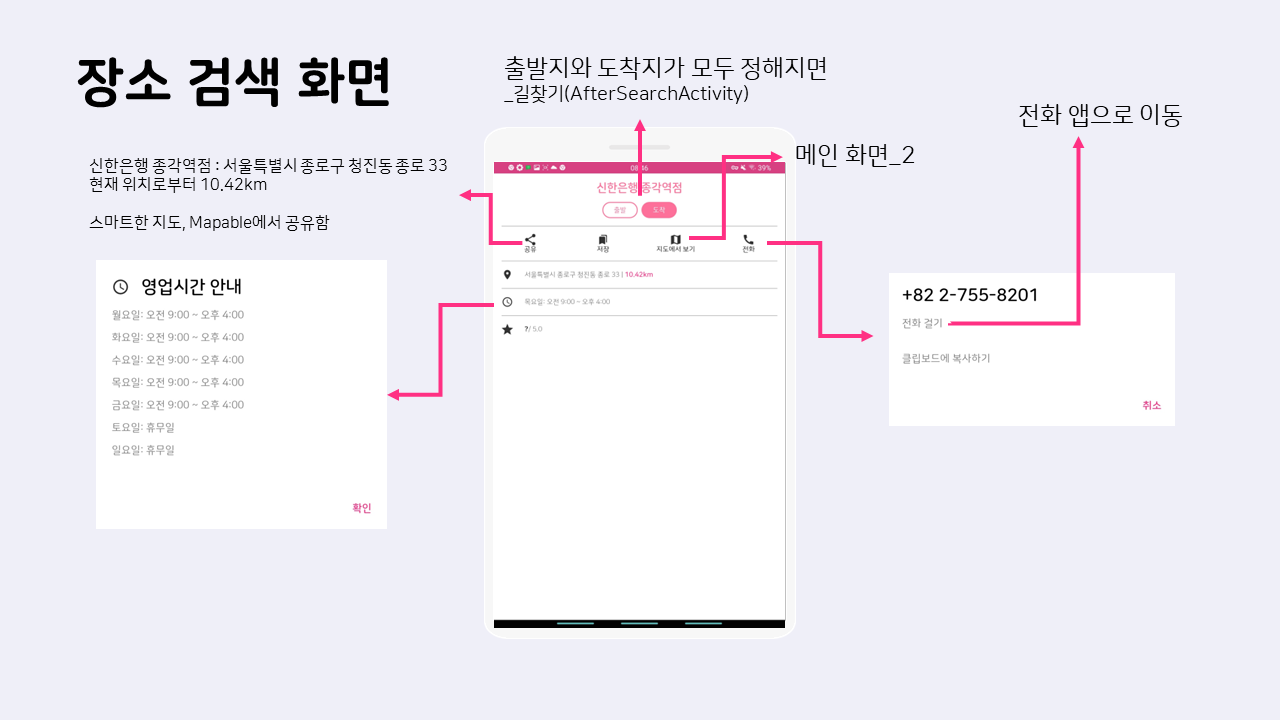 장소 검색 화면
출발지와 도착지가 모두 정해지면
_길찾기(AfterSearchActivity)
전화 앱으로 이동
메인 화면_2
신한은행 종각역점 : 서울특별시 종로구 청진동 종로 33
현재 위치로부터 10.42km
스마트한 지도, Mapable에서 공유함
영업시간 안내
월요일: 오전 9:00 ~ 오후 4:00
화요일: 오전 9:00 ~ 오후 4:00
수요일: 오전 9:00 ~ 오후 4:00
목요일: 오전 9:00 ~ 오후 4:00
금요일: 오전 9:00 ~ 오후 4:00
토요일: 휴무일
일요일: 휴무일
확인
39%
신한은행 종각역점
출발 도착
공유 저장 지도에서 보기 전화
서울특별시 종로구 청진동 종로 33 | 10.42km
목요일: 오전 9:00 ~ 오후 4:00
?/ 5.0
+82 2-755-8201
전화 걸기
클립보드에 복사하기
취소